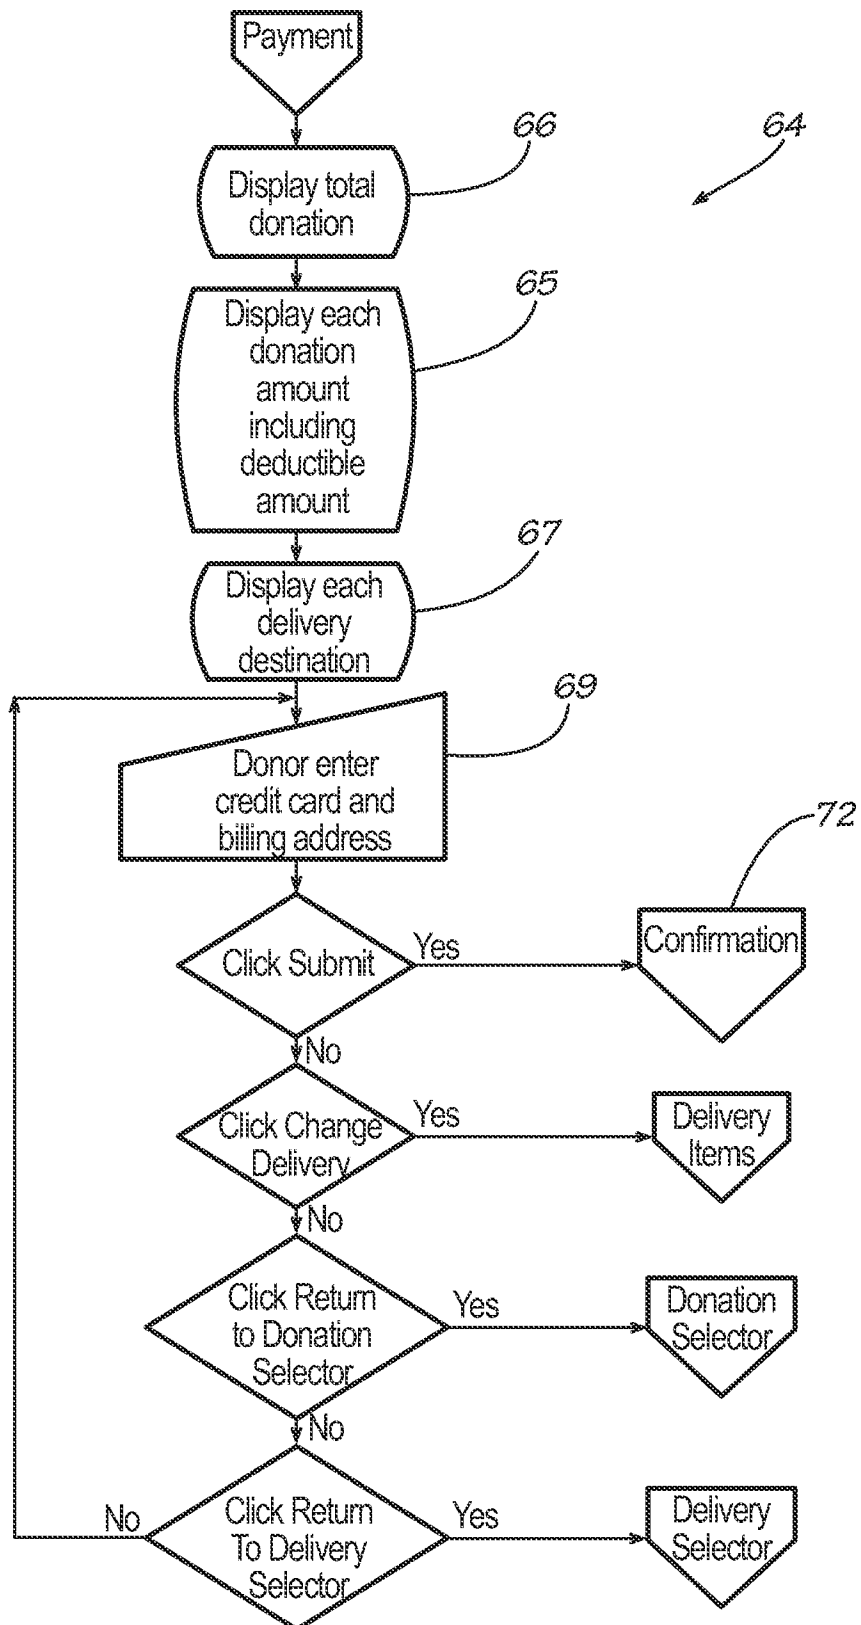 Payment
66
64
Display total
donation
65
Display each
donation
amount
including
deductible
amount
67
Display each
delivery
destination
69
Donor enter
credit card and
billing address
72
Click Submit
Yes
Confirmation
No
Click Change
Delivery
Yes
Delivery
Items
No
Click Return
to Donation
Selector
Yes
Donation
Selector
No
No
Click Return
To Delivery
Selector
Yes
Delivery
Selector